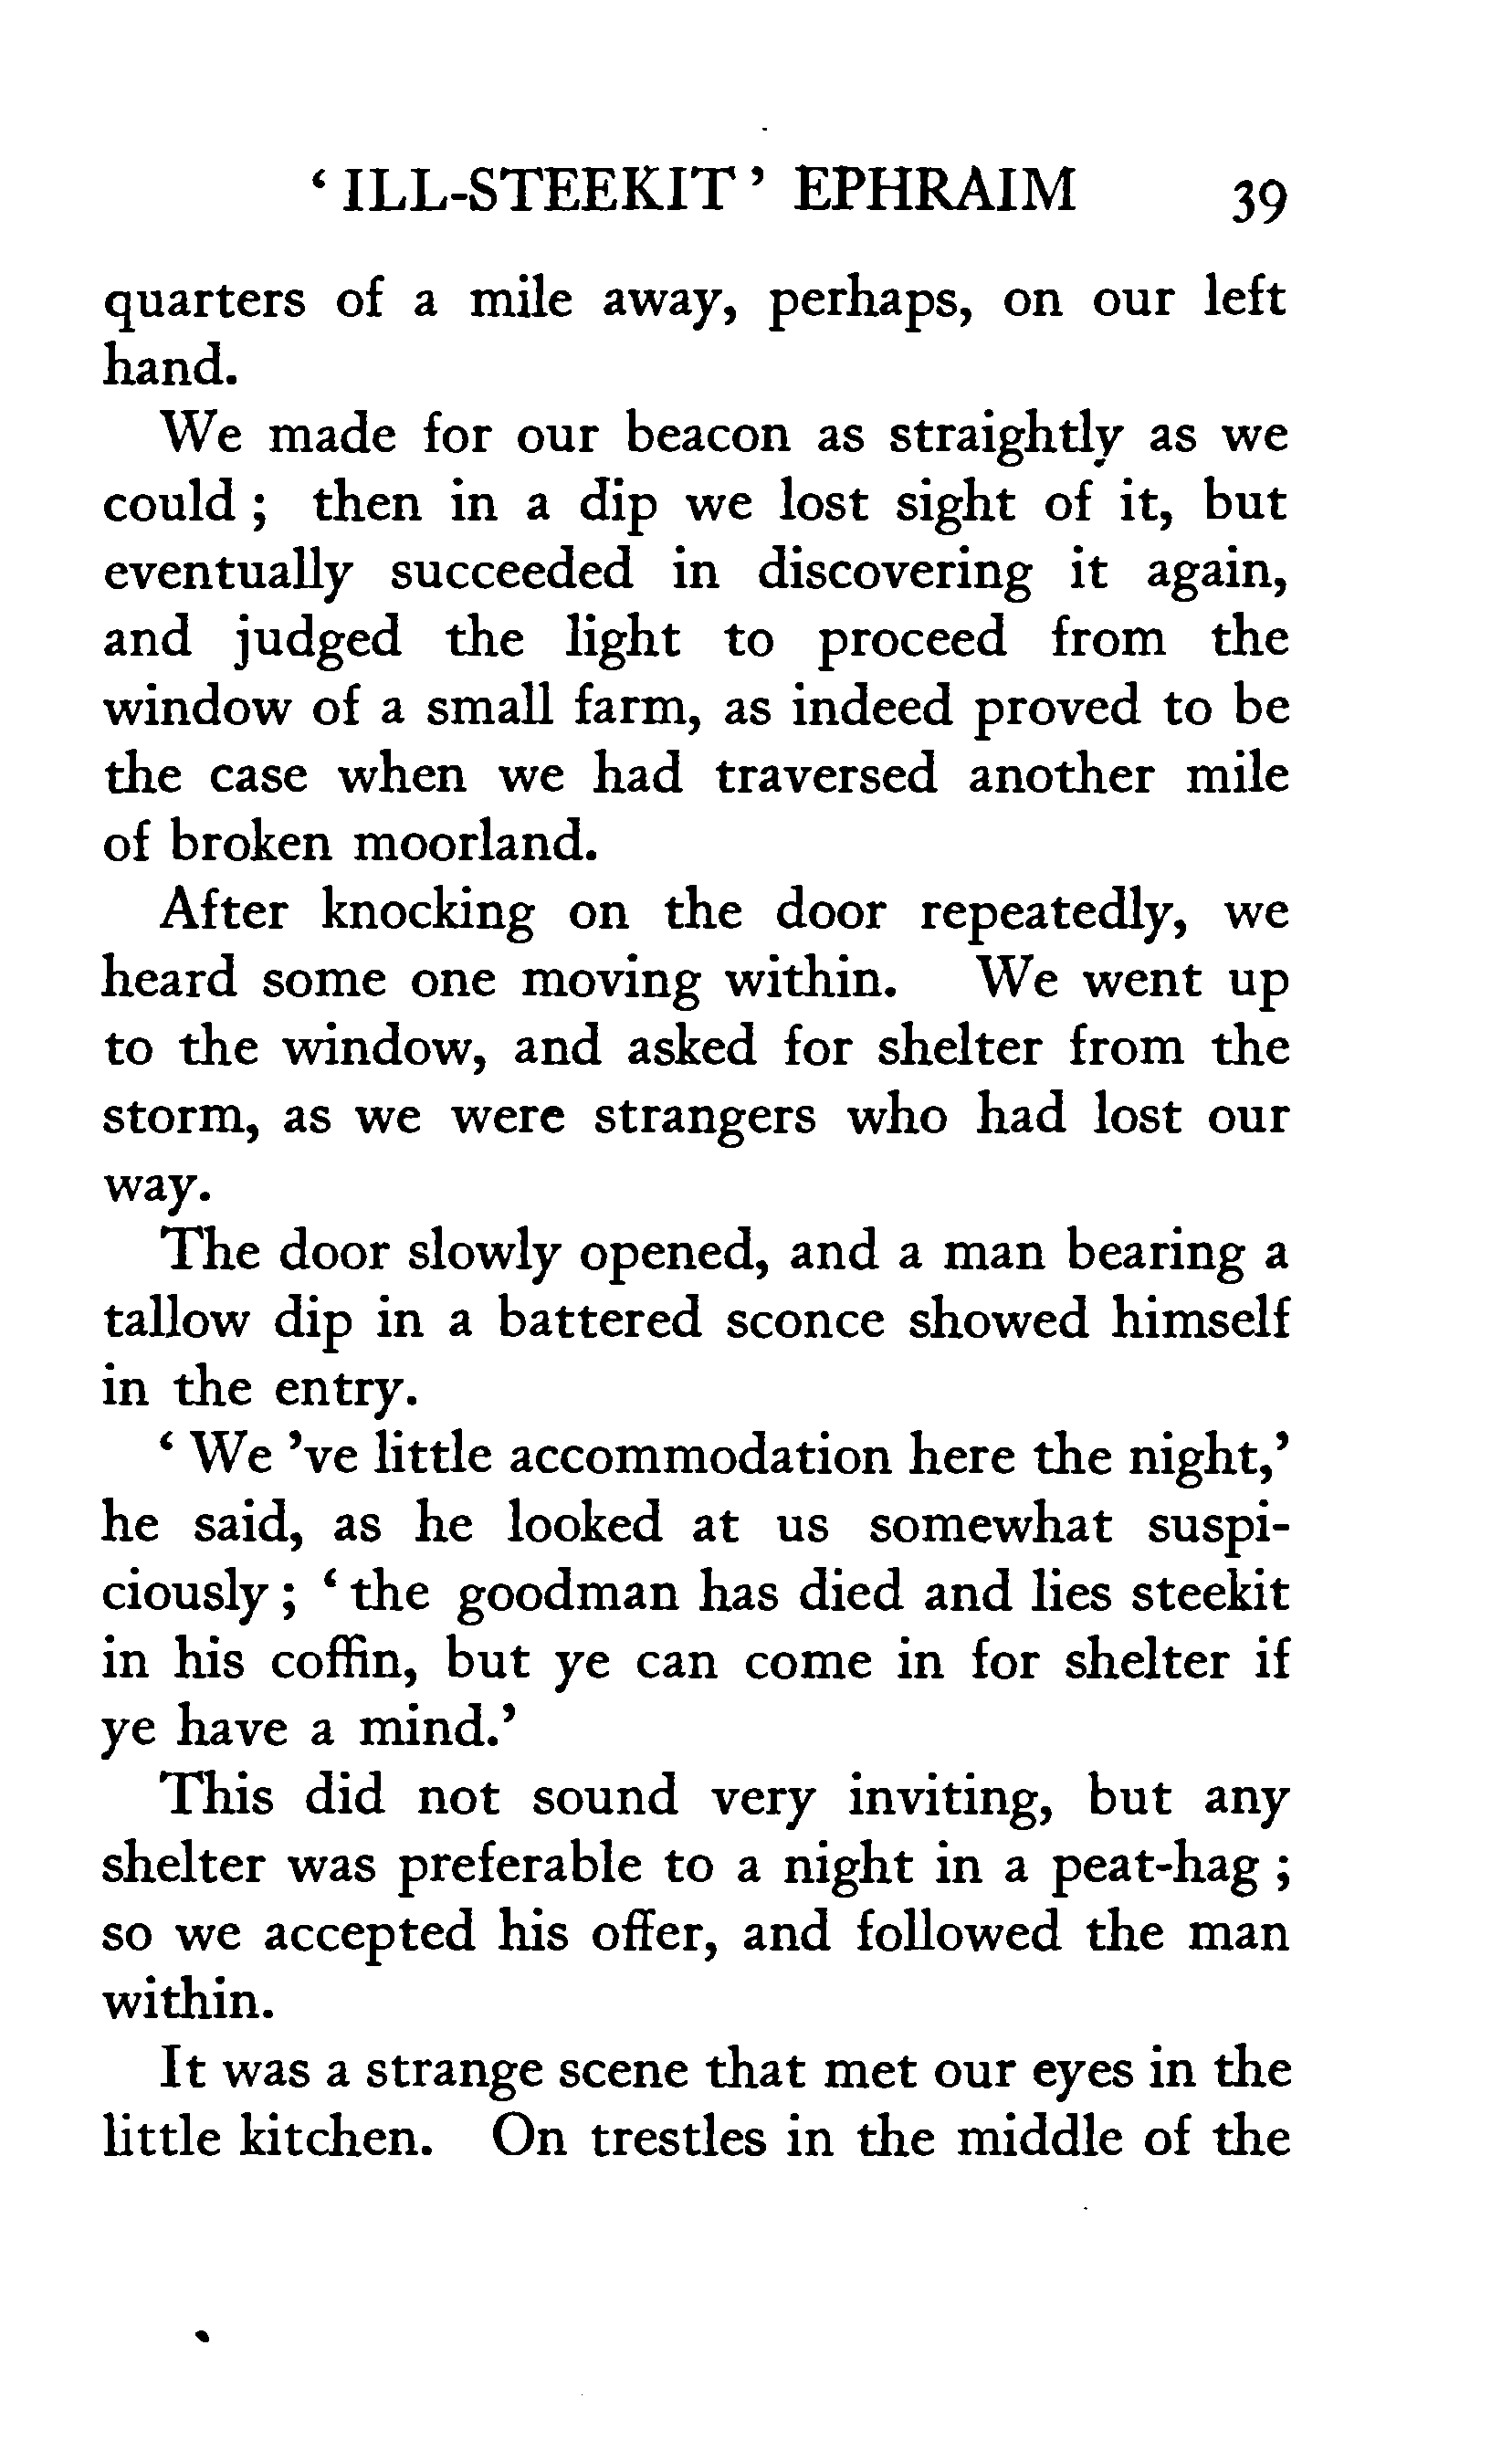 ‘ ILL-STEEKIT ’ EPHRAIM 39
quarters of a mile away, perhaps, on our left
hand.
We made for our beacon as straightly as we
could ; then in a dip we lost sight of it, but
eventually succeeded in discovering it again,
and judged the light to proceed from the
window of a small farm, as indeed proved to be
the case when we had traversed another mile
of broken moorland.
After knocking on the door repeatedly, we
heard some one moving within. We went up
to the window, and asked for shelter from the
storm, as we were strangers who had lost our
way.
The door slowly opened, and a man bearing a
tallow dip in a battered sconce showed himself
in the entry.
‘ We ’ve little accommodation here the night,’
he said, as he looked at us somewhat suspi-
ciously ; ‘ the goodman has died and lies steekit
in his coffin, but ye can come in for shelter if
ye have a mind.’
This did not sound very inviting, but any
shelter was preferable to a night in a peat-hag ;
so we accepted his offer, and followed the man
within.
It was a strange scene that met our eyes in the
little kitchen. On trestles in the middle of the